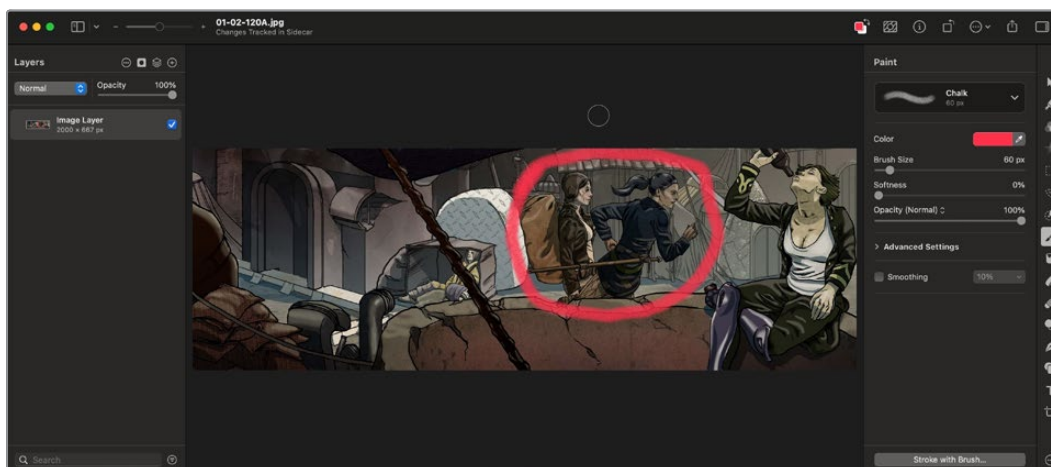 01-02-120A.jpg
Changes Tracked in Sidecar
Layers
Normal
Opacity 100%
Image Layer
2000 × 667 px
Search
Paint
Chalk
60 px
Color
Brush Size 60 px
Softness 0%
Opacity (Normal) 100%
Advanced Settings
Smoothing 10%
Stroke with Brush...